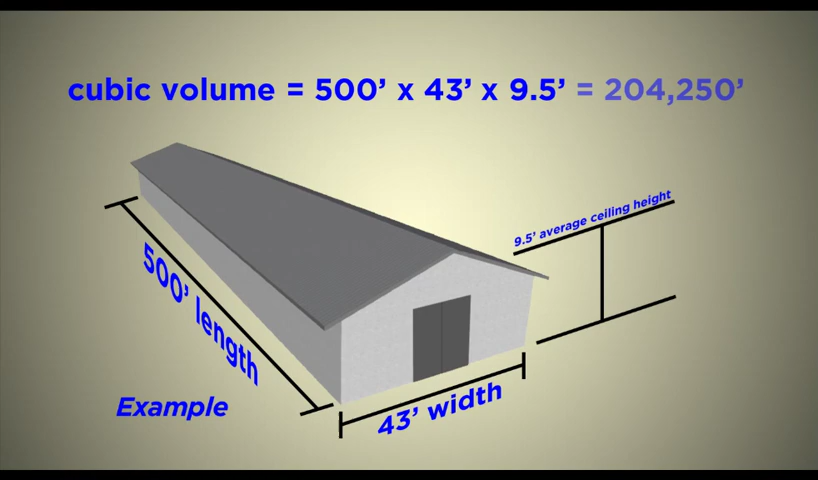 cubic volume = 500’ x 43’ x 9.5’ = 204,250’
9.5’ average ceiling height
500’ length
Example
43’ width